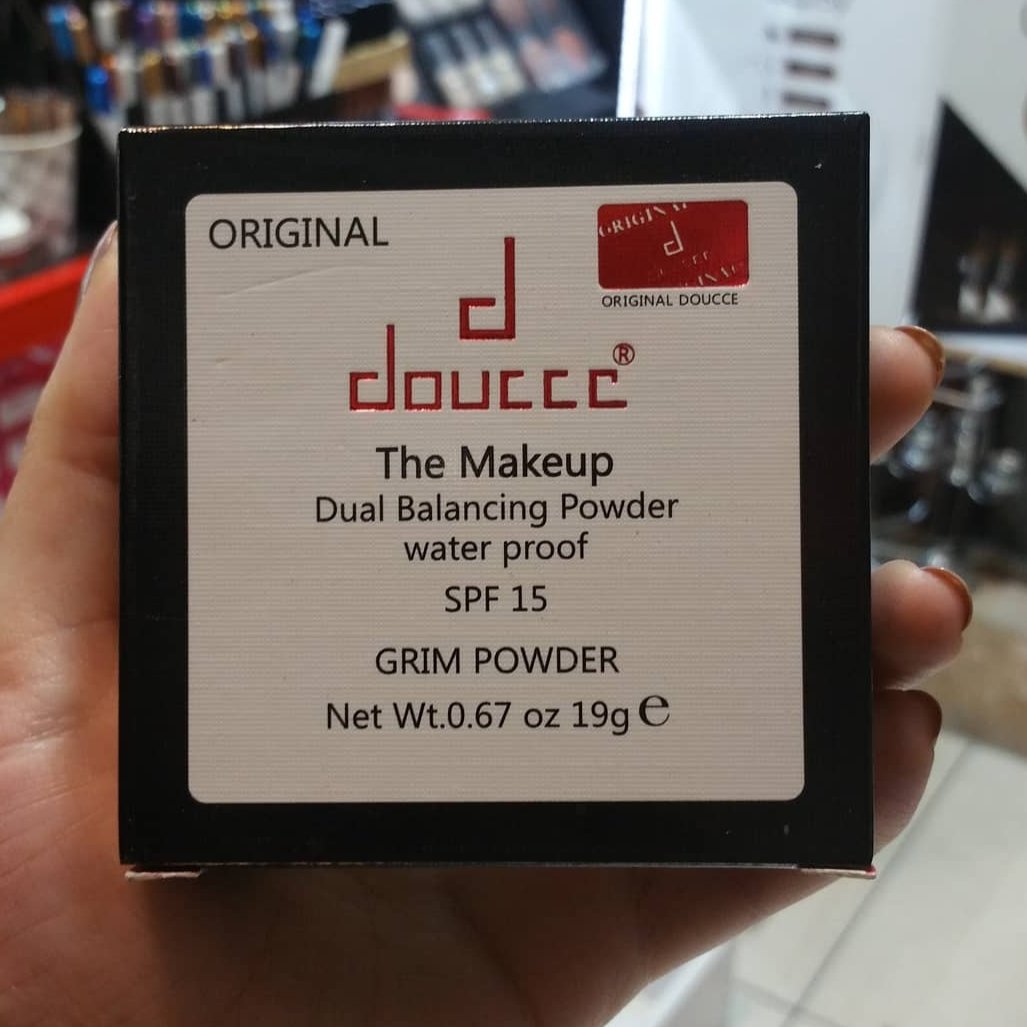 ORIGINAL
ORIGINAL
d
ORIGINAL DOUCCE
d
doucce®
The Makeup
Dual Balancing Powder
water proof
SPF 15
GRIM POWDER
Net Wt.0.67 oz 19g ℮